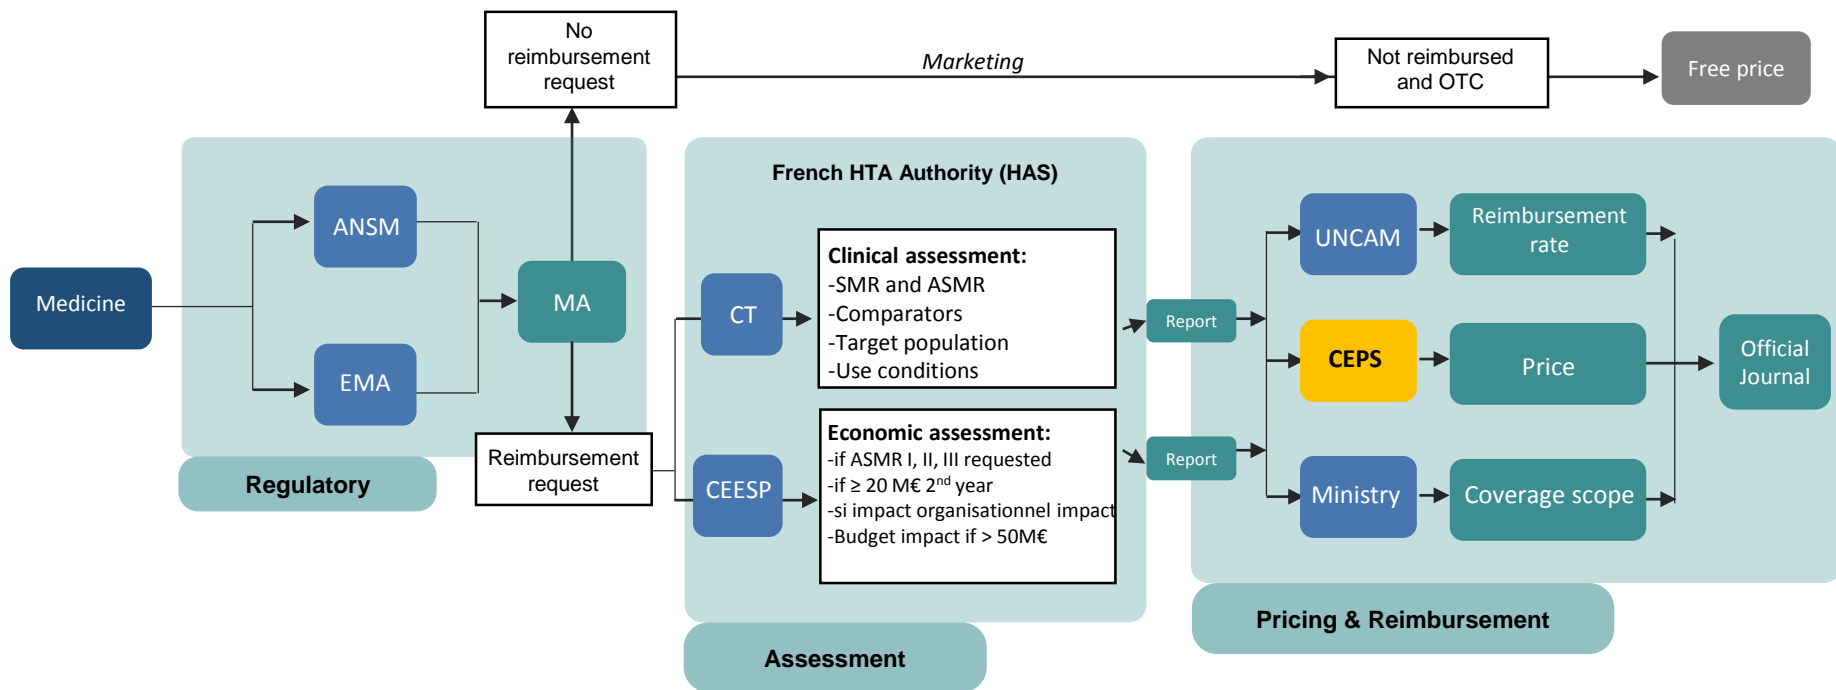 No
reimbursement
request
Marketing
Not reimbursed
and OTC
Free price
Medicine
ANSM
EMA
MA
Regulatory
Reimbursement
request
French HTA Authority (HAS)
CT
Clinical assessment:
-SMR and ASMR
-Comparators
-Target population
-Use conditions
Report
CEESP
Economic assessment:
-if ASMR I, II, III requested
-if ≥ 20 M€ 2nd year
-si impact organisationnel impact
-Budget impact if > 50M€
Report
Assessment
UNCAM
Reimbursement
rate
CEPS
Price
Ministry
Coverage scope
Official
Journal
Pricing & Reimbursement